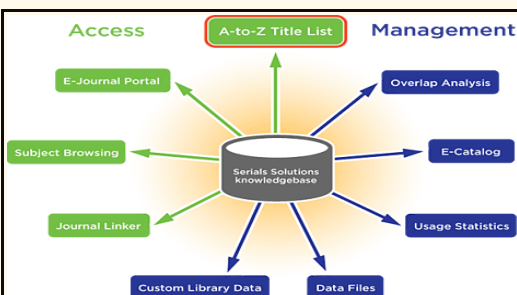 Access
A-to-Z Title List
Management
E-Journal Portal
Overlap Analysis
Subject Browsing
Serials Solutions
knowledgebase
E-Catalog
Journal Linker
Usage Statistics
Custom Library Data
Data Files